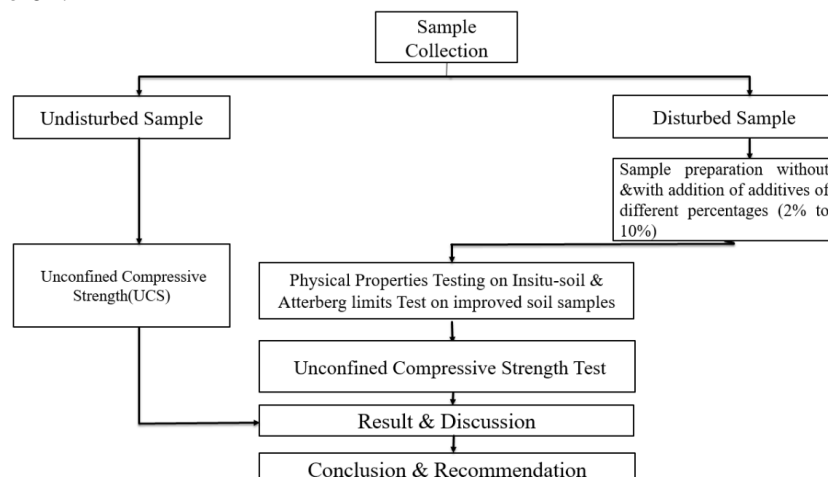 Sample
Collection
Undisturbed Sample
Disturbed Sample
Sample preparation without
&with addition of additives of
different percentages (2% to
10%)
Unconfined Compressive
Strength(UCS)
Physical Properties Testing on Insitu-soil &
Atterberg limits Test on improved soil samples
Unconfined Compressive Strength Test
Result & Discussion
Conclusion & Recommendation